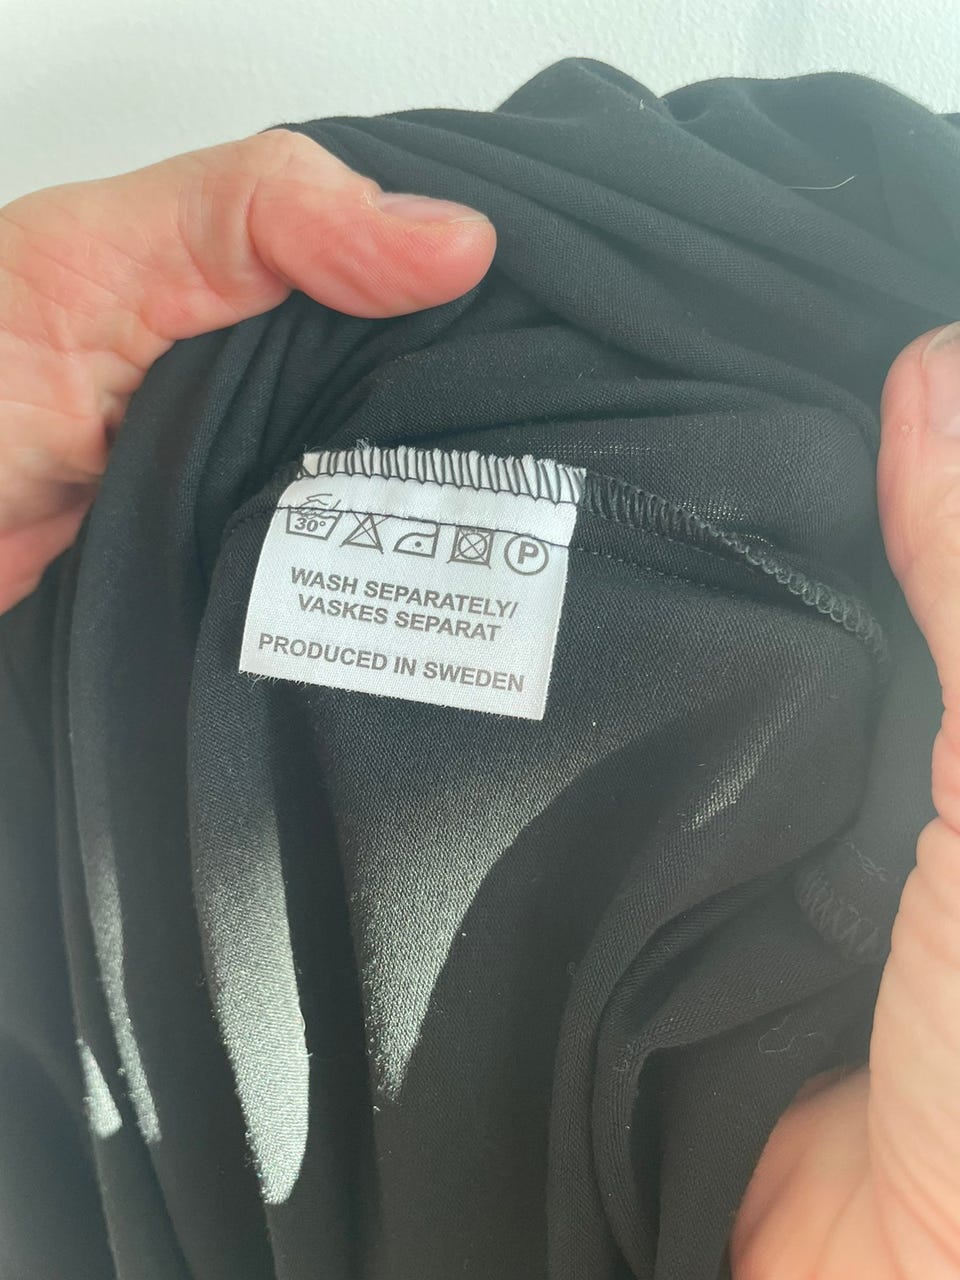 30° P
WASH SEPARATELY/
VASKES SEPARAT
PRODUCED IN SWEDEN